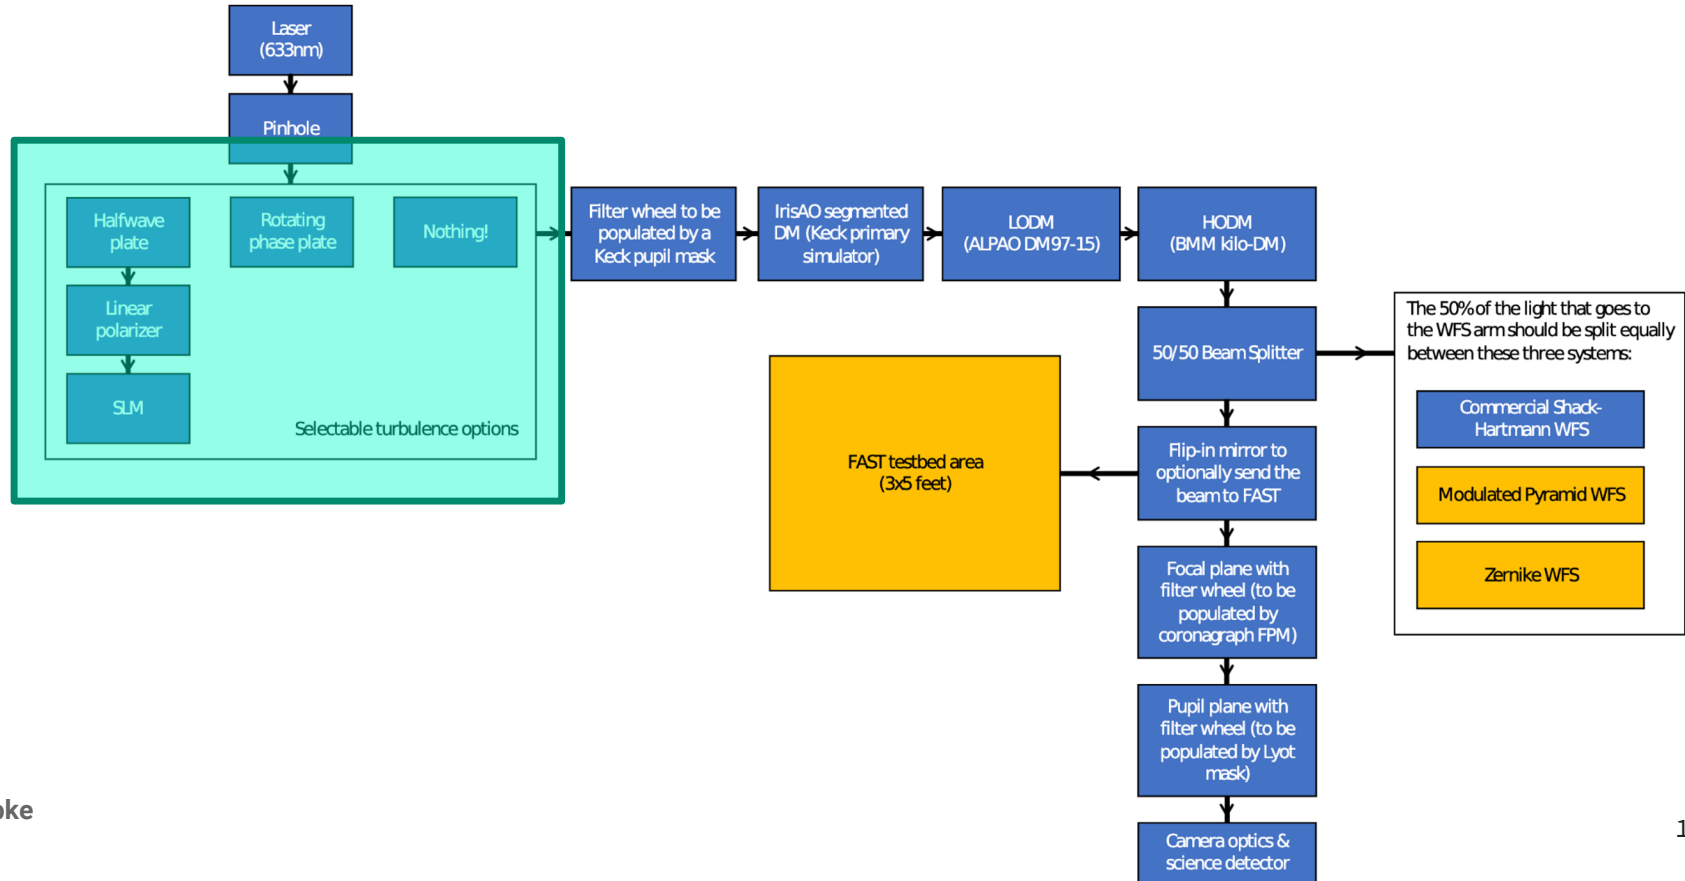 Laser
(633nm)
Pinhole
Halfwave
plate
Rotating
phase plate
Nothing!
Linear
polarizer
SLM
Selectable turbulence options
Filter wheel to be
populated by a
Keck pupil mask
IrisAO segmented
DM (Keck primary
simulator)
LODM
(ALPAO DM97-15)
HODM
(BMM kilo-DM)
50/50 Beam Splitter
The 50% of the light that goes to
the WFS arm should be split equally
between these three systems:
Commercial Shack-
Hartmann WFS
Modulated Pyramid WFS
Zernike WFS
Flip-in mirror to
optionally send the
beam to FAST
FAST testbed area
(3x5 feet)
Focal plane with
filter wheel (to be
populated by
coronagraph FPM)
Pupil plane with
filter wheel (to be
populated by Lyot
mask)
Camera optics &
science detector
1